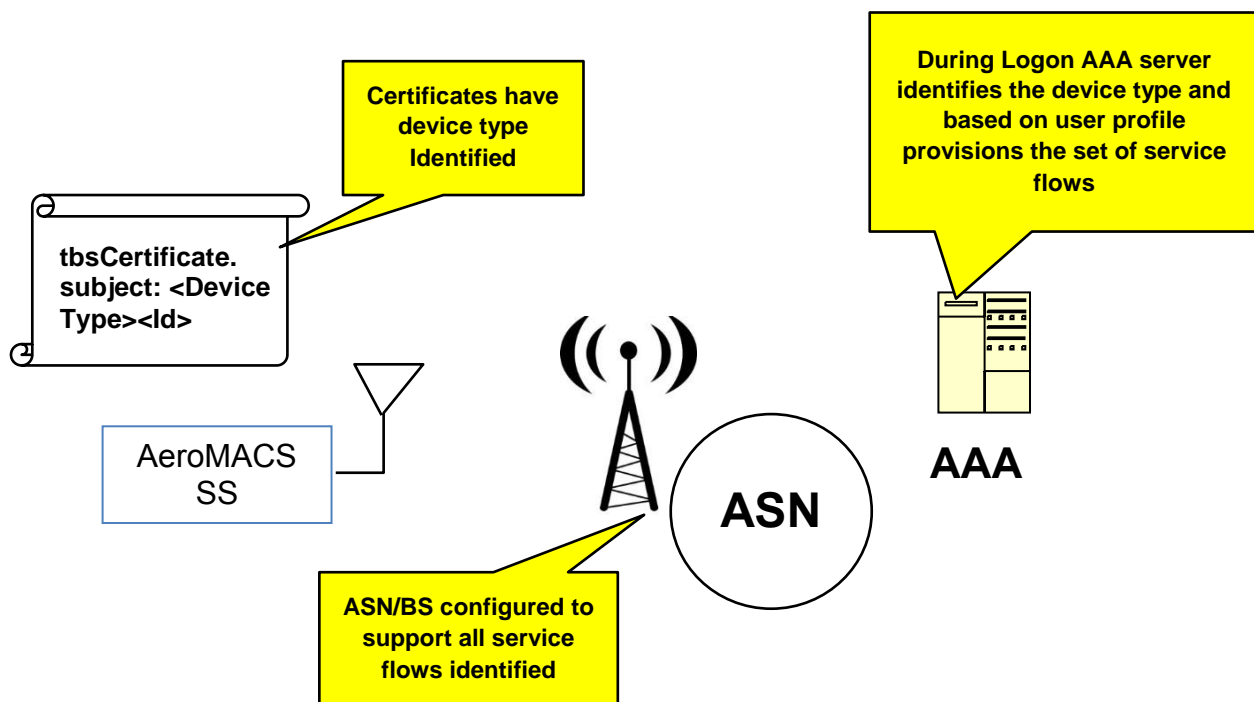 Certificates have
device type
Identified
During Logon AAA server
identifies the device type and
based on user profile
provisions the set of service
flows
tbsCertificate.
subject: <Device
Type><Id>
AeroMACS
SS
ASN
AAA
ASN/BS configured to
support all service
flows identified